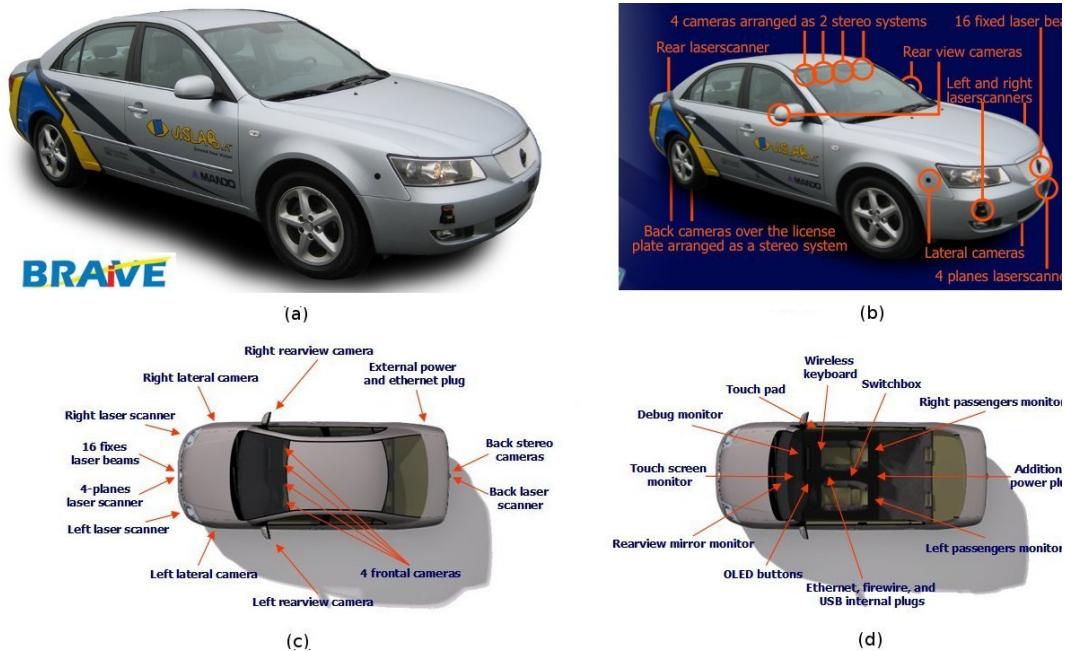 VISLAB.it
MANDO
BRAiVE
(a)
4 cameras arranged as 2 stereo systems
16 fixed laser bea
Rear laserscanner
Rear view cameras
Left and right
laserscanners
Back cameras over the license
plate arranged as a stereo system
Lateral cameras
4 planes laserscanne
(b)
Right rearview camera
External power
and ethernet plug
Right lateral camera
Right laser scanner
16 fixes
laser beams
Back stereo
cameras
4-planes
laser scanner
Back laser
scanner
Left laser scanner
Left lateral camera
4 frontal cameras
Left rearview camera
(c)
Wireless
keyboard
Switchbox
Touch pad
Right passengers monitor
Debug monitor
Touch screen
monitor
Addition
power plu
Rearview mirror monitor
Left passengers monitor
OLED buttons
Ethernet, firewire, and
USB internal plugs
(d)